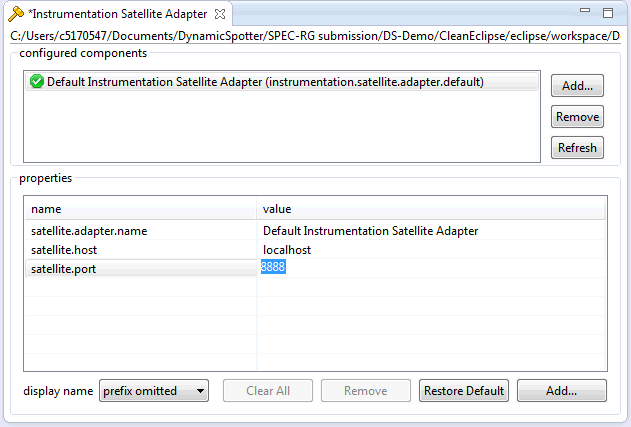 *Instrumentation Satellite Adapter
C:/Users/c5170547/Documents/DynamicSpotter/SPEC-RG submission/DS-Demo/CleanEclipse/eclipse/workspace/D
configured components
Default Instrumentation Satellite Adapter (instrumentation.satellite.adapter.default)
Add...
Remove
Refresh
properties
name value
satellite.adapter.name Default Instrumentation Satellite Adapter
satellite.host localhost
satellite.port 8888
display name prefix omitted Clear All Remove Restore Default Add...